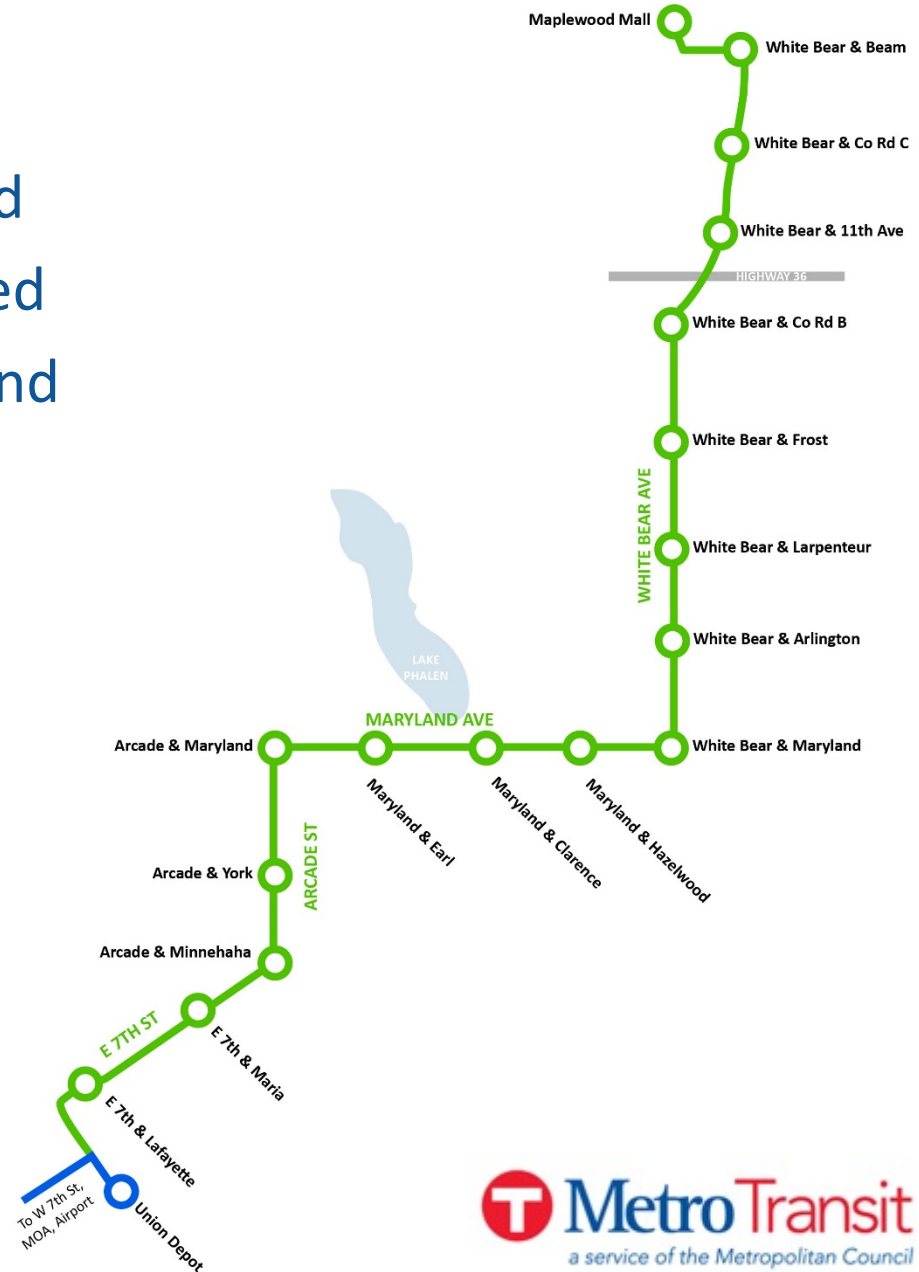 Maplewood Mall
White Bear & Beam
White Bear & Co Rd C
d
ed
nd
White Bear & 11th Ave
HIGHWAY 36
White Bear & Co Rd B
White Bear & Frost
WHITE BEAR AVE
White Bear & Larpenteur
White Bear & Arlington
LAKE
PHALEN
MARYLAND AVE
Arcade & Maryland
White Bear & Maryland
Maryland & Earl
Maryland & Clarence
Maryland & Hazelwood
ARCADE ST
Arcade & York
Arcade & Minnehaha
E 7TH ST
E 7th & Maria
E 7th & Lafayette
To W 7th St,
MOA, Airport
Union Depot
T MetroTransit
a service of the Metropolitan Council